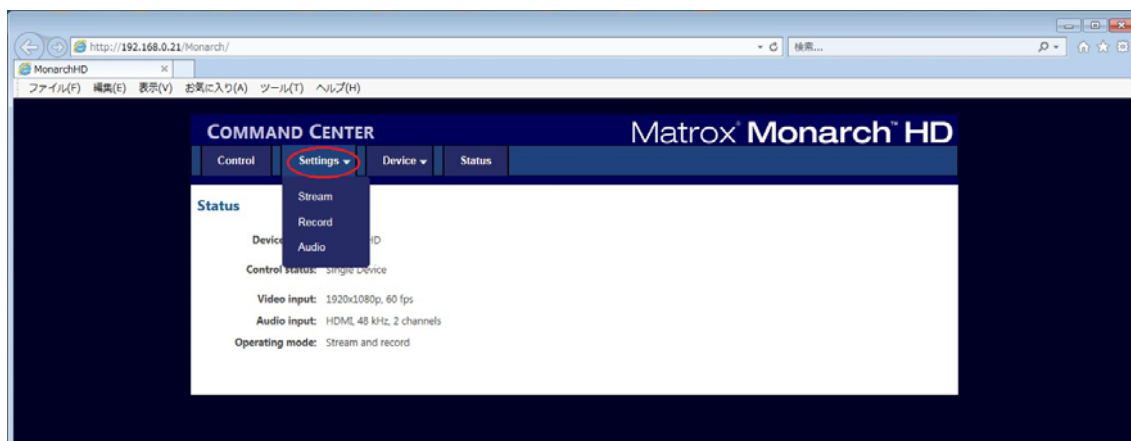 http://192.168.0.21/Monarch/
検索...
MonarchHD
ファイル(F) 編集(E) 表示(V) お気に入り(A) ツール(T) ヘルプ(H)
COMMAND CENTER
Matrox® Monarch™ HD
Control Settings Device Status
Stream
Record
Audio
Status
Device HD
Control status: Single Device
Video input: 1920x1080p, 60 fps
Audio input: HDMI, 48 kHz, 2 channels
Operating mode: Stream and record